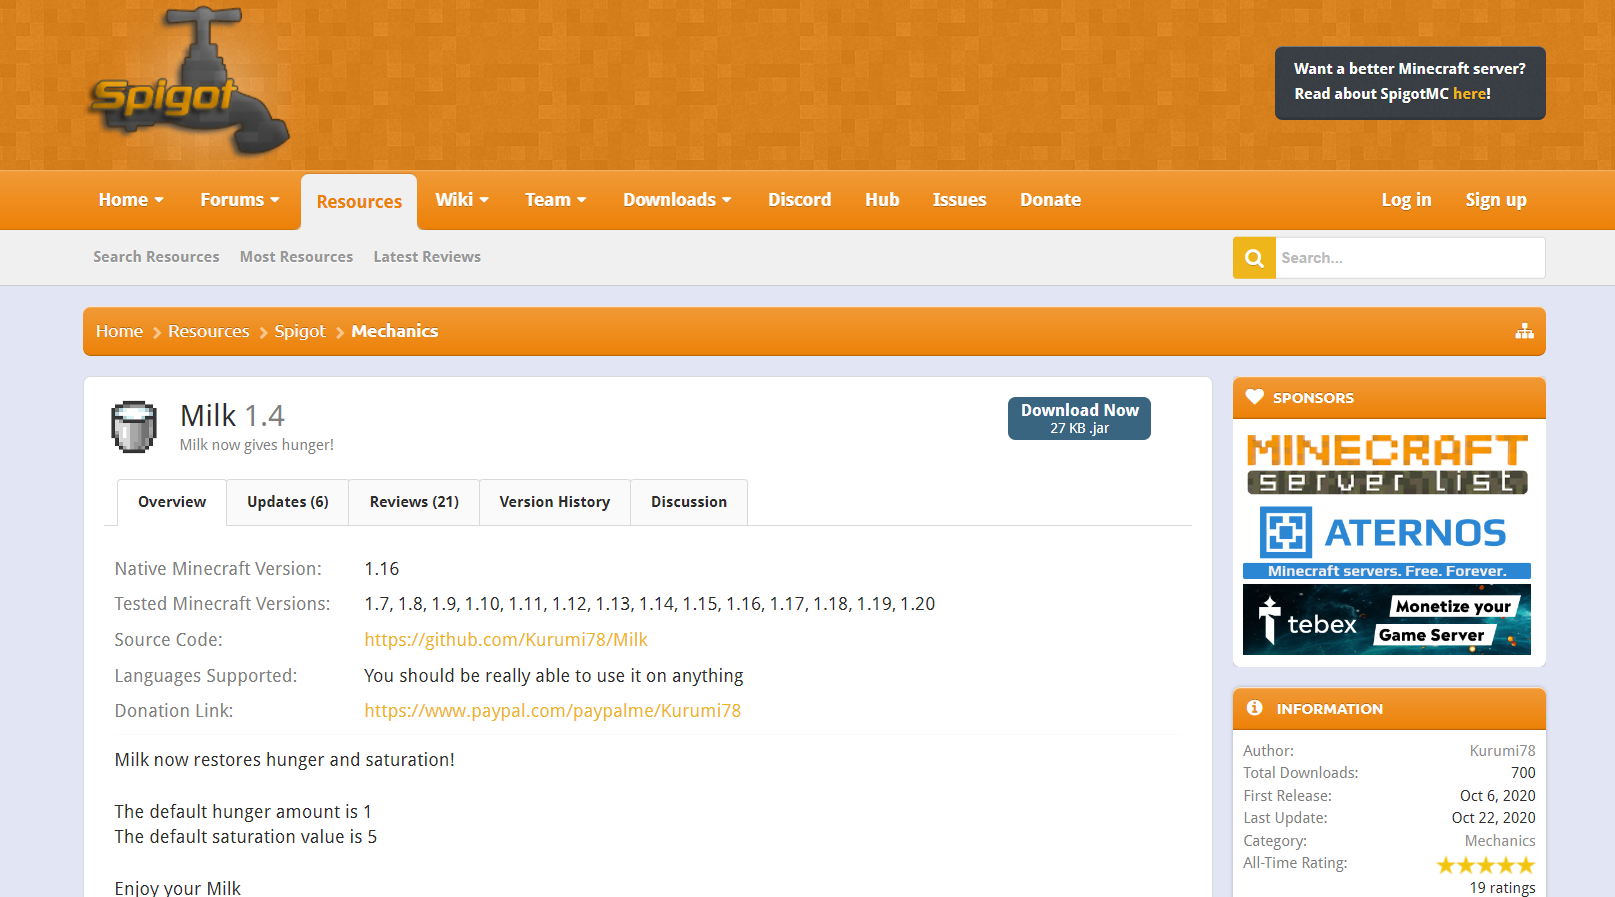 Spigot
Want a better Minecraft server?
Read about SpigotMC here!
Home Forums Resources Wiki Team Downloads Discord Hub Issues Donate Log in Sign up
Search Resources Most Resources Latest Reviews Search...
Home Resources Spigot Mechanics
Milk 1.4
Milk now gives hunger!
Download Now
27 KB .jar
Overview Updates (6) Reviews (21) Version History Discussion
Native Minecraft Version: 1.16
Tested Minecraft Versions: 1.7, 1.8, 1.9, 1.10, 1.11, 1.12, 1.13, 1.14, 1.15, 1.16, 1.17, 1.18, 1.19, 1.20
Source Code: https://github.com/Kurumi78/Milk
Languages Supported: You should be really able to use it on anything
Donation Link: https://www.paypal.com/paypalme/Kurumi78
Milk now restores hunger and saturation!
The default hunger amount is 1
The default saturation value is 5
Enjoy your Milk
SPONSORS
MINECRAFT
SERVER LIST
ATERNOS
Minecraft servers. Free. Forever.
tebex
Monetize your
Game Server
INFORMATION
Author: Kurumi78
Total Downloads: 700
First Release: Oct 6, 2020
Last Update: Oct 22, 2020
Category: Mechanics
All-Time Rating:
19 ratings